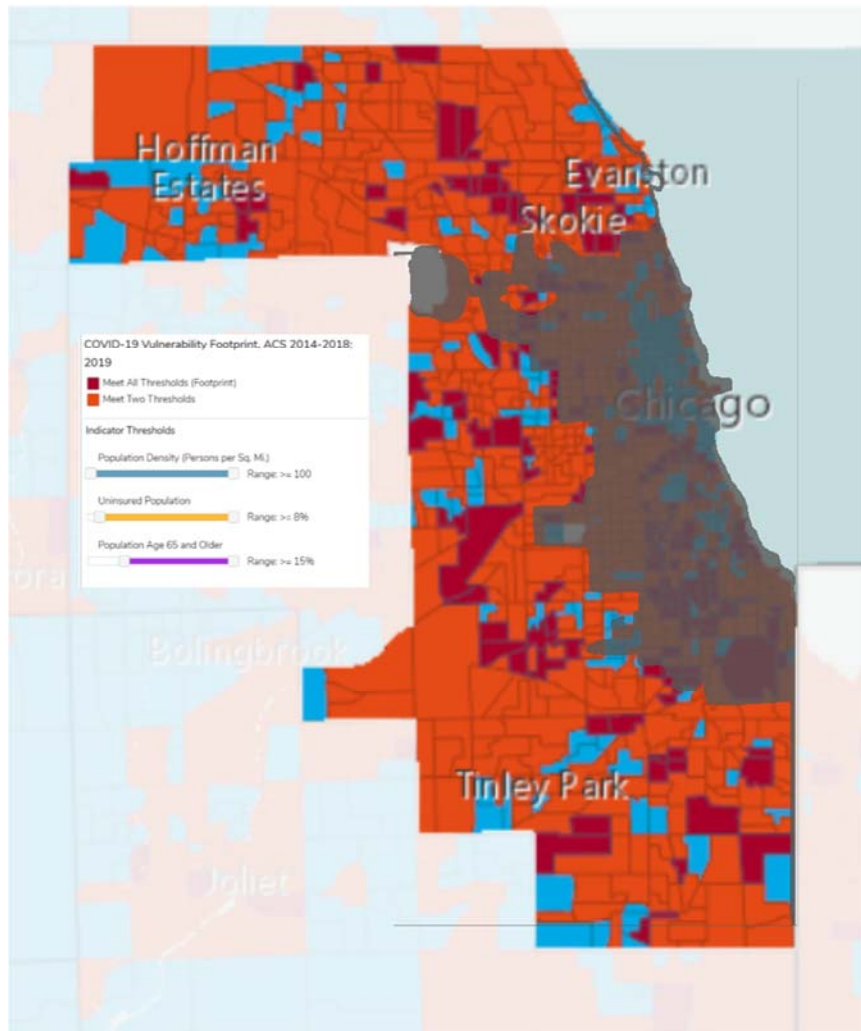 Hoffman
Estates
Evanston
Skokie
COVID-19 Vulnerability Footprint, ACS 2014-2018;
2019
Meet All Thresholds (Footprint)
Meet Two Thresholds
Chicago
Indicator Thresholds
Population Density (Persons per Sq. Mi.)
Range: >= 100
Uninsured Population
Range: >= 8%
Population Age 65 and Older
Range: >= 15%
ora
Bolingbrook
Tinley Park
Joliet